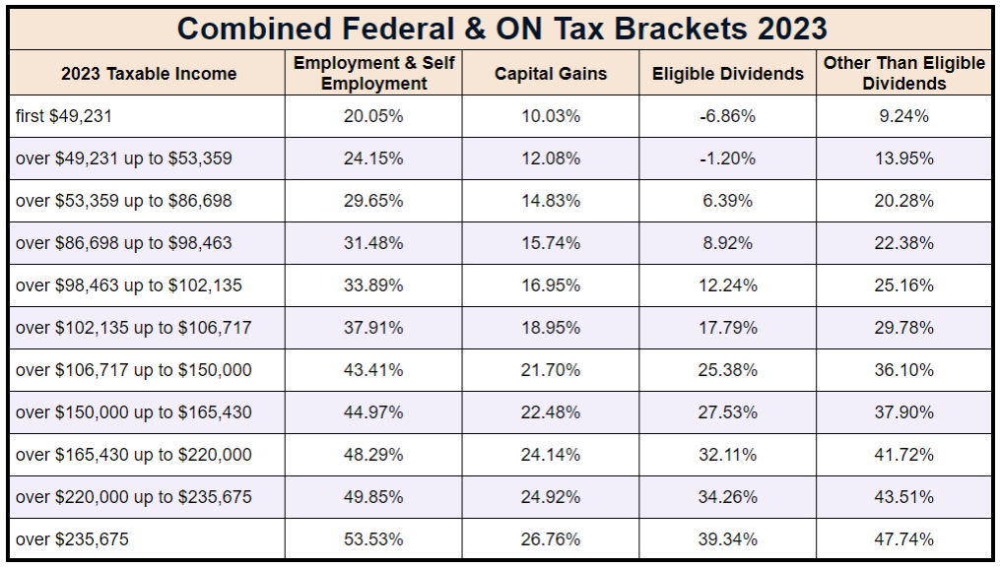 Combined Federal & ON Tax Brackets 2023
2023 Taxable Income Employment & Self Employment Capital Gains Eligible Dividends Other Than Eligible Dividends
first $49,231 20.05% 10.03% -6.86% 9.24%
over $49,231 up to $53,359 24.15% 12.08% -1.20% 13.95%
over $53,359 up to $86,698 29.65% 14.83% 6.39% 20.28%
over $86,698 up to $98,463 31.48% 15.74% 8.92% 22.38%
over $98,463 up to $102,135 33.89% 16.95% 12.24% 25.16%
over $102,135 up to $106,717 37.91% 18.95% 17.79% 29.78%
over $106,717 up to $150,000 43.41% 21.70% 25.38% 36.10%
over $150,000 up to $165,430 44.97% 22.48% 27.53% 37.90%
over $165,430 up to $220,000 48.29% 24.14% 32.11% 41.72%
over $220,000 up to $235,675 49.85% 24.92% 34.26% 43.51%
over $235,675 53.53% 26.76% 39.34% 47.74%